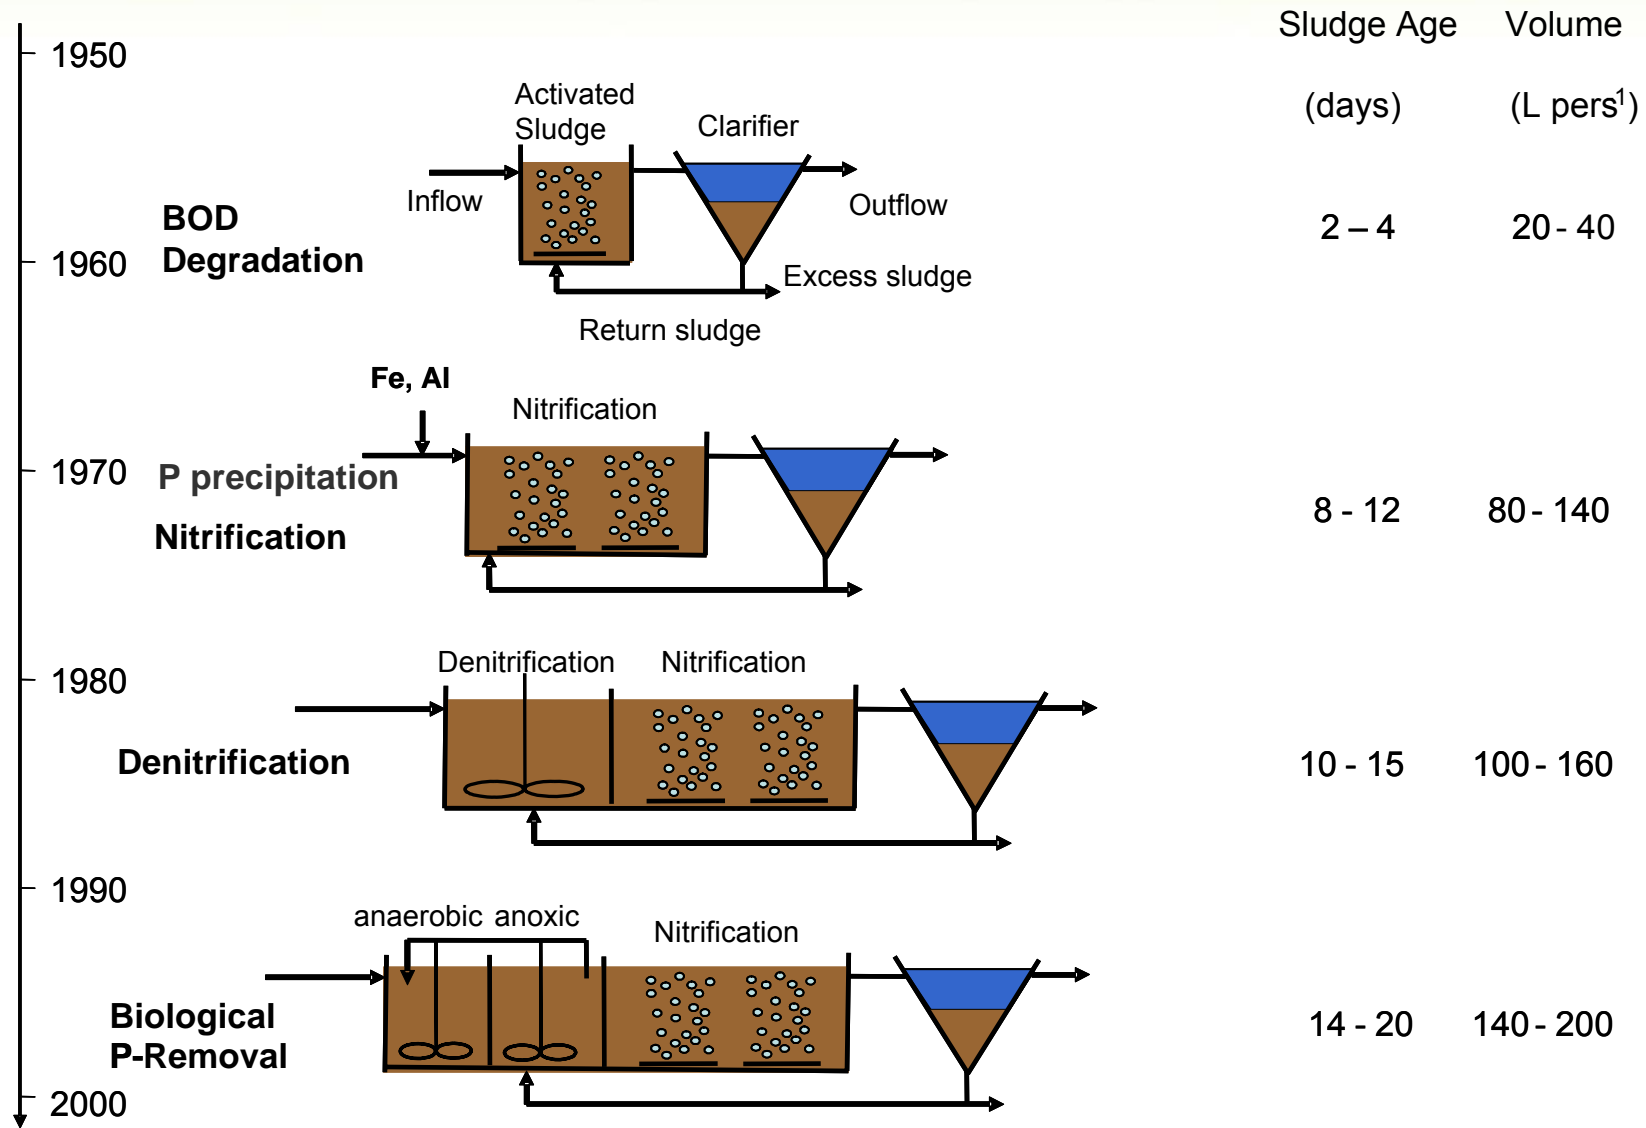 Sludge Age Volume
(days) (L pers¹)
1950
Activated
Sludge
Clarifier
Inflow
Outflow
BOD
Degradation
2 – 4 20 - 40
1960
Excess sludge
Return sludge
Fe, Al
Nitrification
1970
P precipitation
Nitrification
8 - 12 80 - 140
Denitrification Nitrification
1980
Denitrification
10 - 15 100 - 160
1990
anaerobic anoxic
Nitrification
Biological
P-Removal
14 - 20 140 - 200
2000